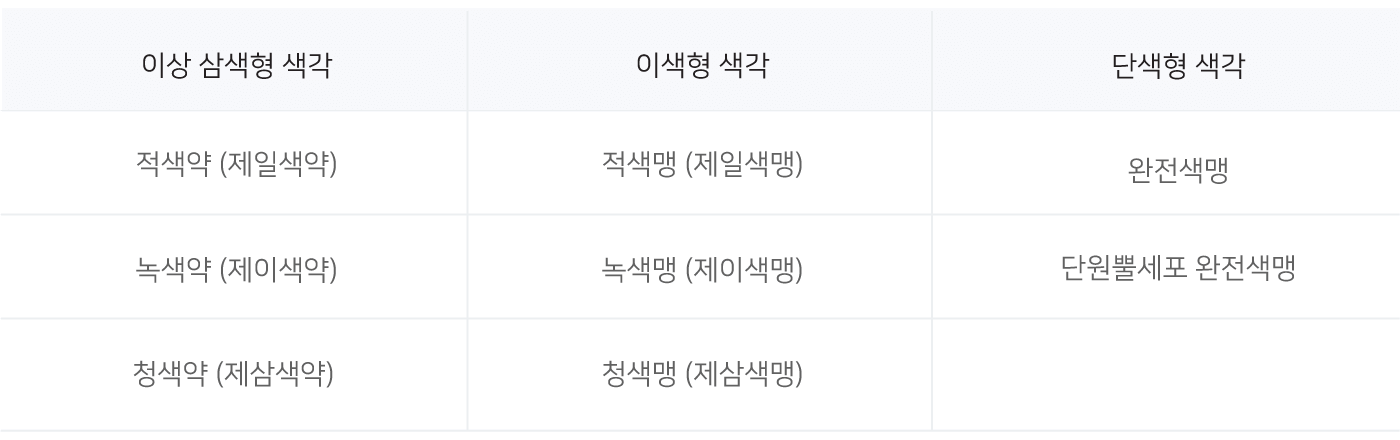 이상 삼색형 색각 이색형 색각 단색형 색각
적색약 (제일색약) 적색맹 (제일색맹) 완전색맹
녹색약 (제이색약) 녹색맹 (제이색맹) 단원뿔세포 완전색맹
청색약 (제삼색약) 청색맹 (제삼색맹)